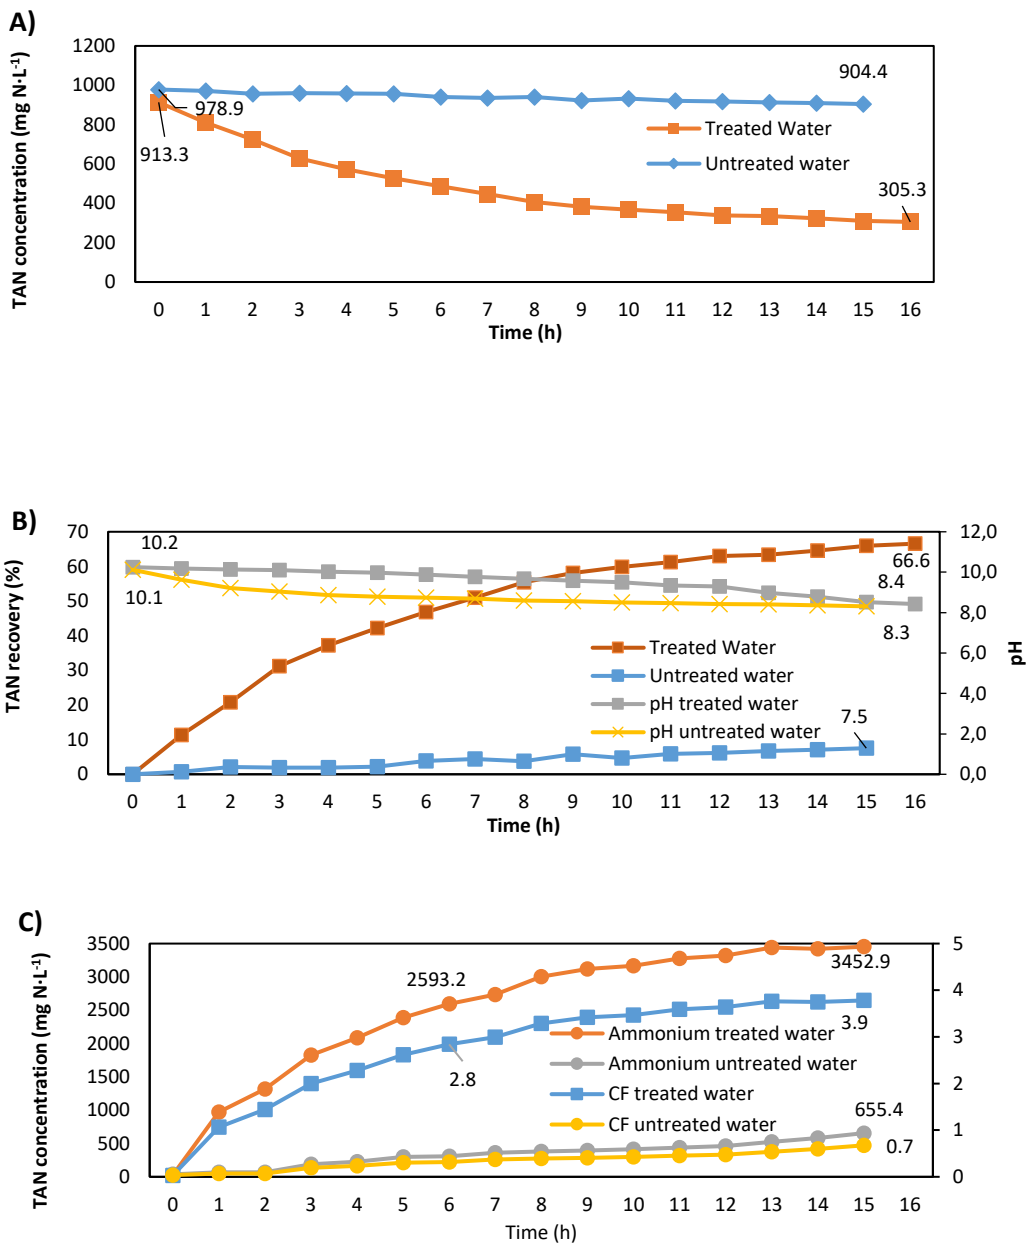 A)
TAN concentration (mg N·L⁻¹)
1200
1000
800
600
400
200
0
978.9
913.3
904.4
305.3
Treated Water
Untreated water
0 1 2 3 4 5 6 7 8 9 10 11 12 13 14 15 16
Time (h)
B)
TAN recovery (%)
70
60
50
40
30
20
10
0
10.2
10.1
66.6
8.4
8.3
7.5
Treated Water
Untreated water
pH treated water
pH untreated water
12,0
10,0
8,0
6,0
4,0
2,0
0,0
pH
0 1 2 3 4 5 6 7 8 9 10 11 12 13 14 15 16
Time (h)
C)
TAN concentration (mg N·L⁻¹)
3500
3000
2500
2000
1500
1000
500
0
2593.2
3452.9
3.9
2.8
655.4
0.7
Ammonium treated water
Ammonium untreated water
CF treated water
CF untreated water
5
4
3
2
1
0
0 1 2 3 4 5 6 7 8 9 10 11 12 13 14 15 16
Time (h)